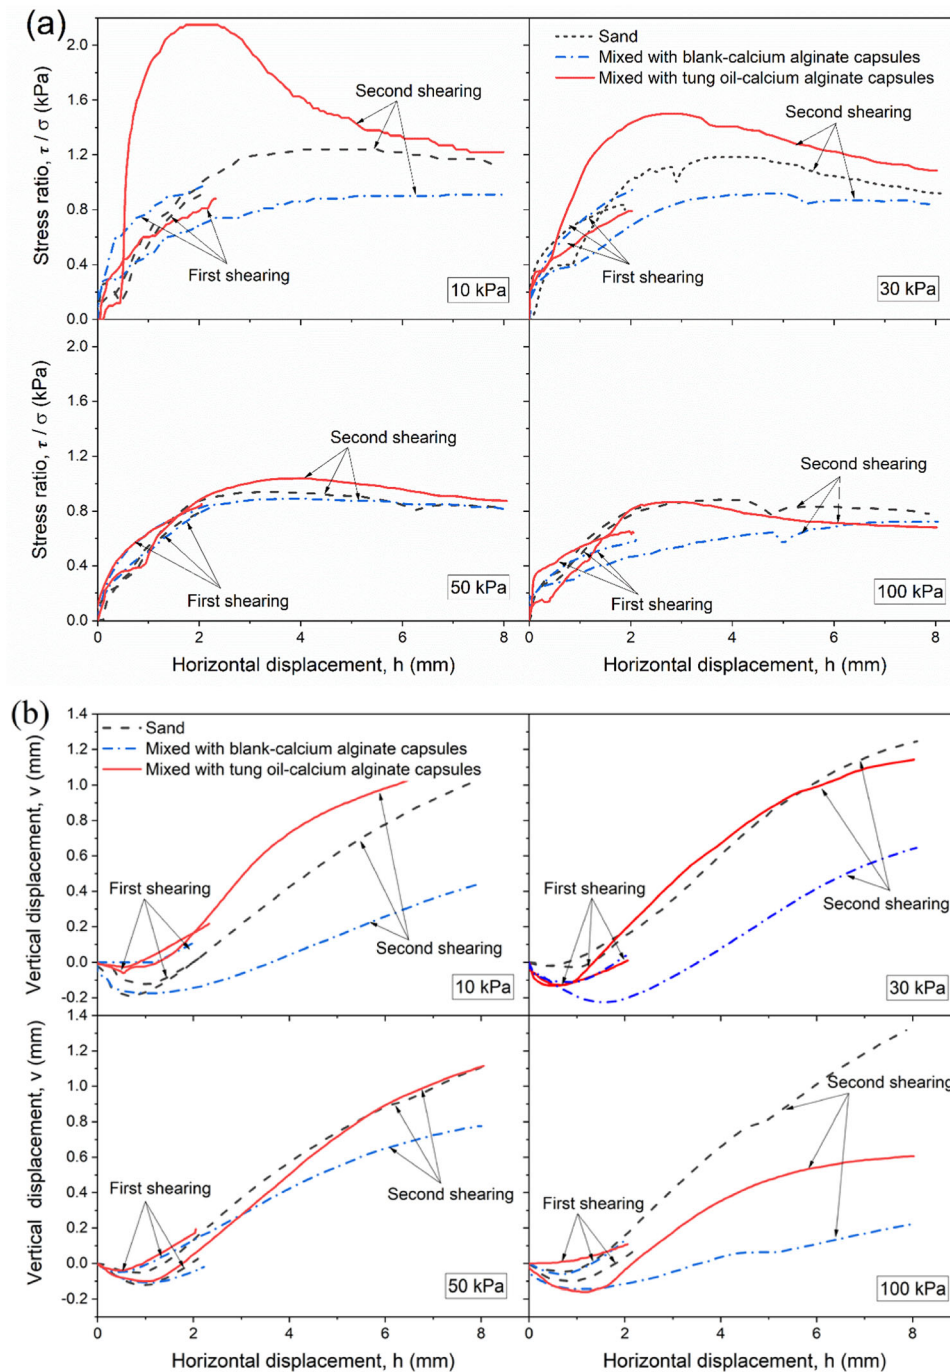 (a)
Stress ratio, τ / σ (kPa)
2.0
1.6
1.2
0.8
0.4
0.0
Second shearing
First shearing
10 kPa
Sand
Mixed with blank-calcium alginate capsules
Mixed with tung oil-calcium alginate capsules
Second shearing
First shearing
30 kPa
Stress ratio, τ / σ (kPa)
2.0
1.6
1.2
0.8
0.4
0.0
Second shearing
First shearing
50 kPa
0 2 4 6 8
Horizontal displacement, h (mm)
Second shearing
First shearing
100 kPa
0 2 4 6 8
Horizontal displacement, h (mm)
(b)
Vertical displacement, v (mm)
1.4
1.2
1.0
0.8
0.6
0.4
0.2
0.0
-0.2
Sand
Mixed with blank-calcium alginate capsules
Mixed with tung oil-calcium alginate capsules
First shearing
Second shearing
10 kPa
First shearing
Second shearing
30 kPa
Vertical displacement, v (mm)
1.4
1.2
1.0
0.8
0.6
0.4
0.2
0.0
-0.2
First shearing
Second shearing
50 kPa
0 2 4 6 8
Horizontal displacement, h (mm)
Second shearing
First shearing
100 kPa
0 2 4 6 8
Horizontal displacement, h (mm)